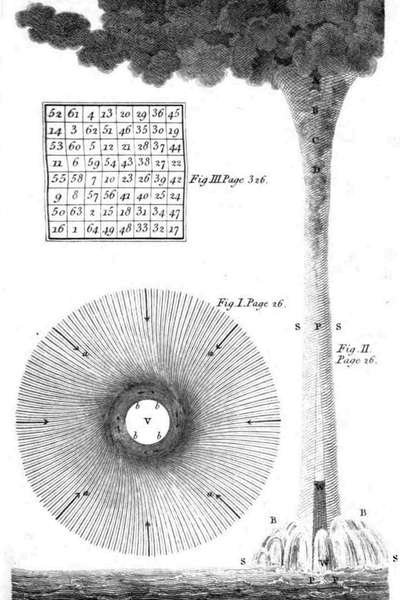 A
B
52 61 4 13 20 29 36 45
14 3 62 51 46 35 30 19
53 60 5 12 21 28 37 44
11 6 59 54 43 38 27 22
55 58 7 10 23 26 39 42
9 8 57 56 41 40 25 24
50 63 2 15 18 31 34 47
16 1 64 49 48 33 32 17
C
D
Fig. III. Page 326.
Fig. I. Page 26.
S P S
Fig. II.
Page 26.
a a
b b
V
b b
a a
W
B B
S W S
P P